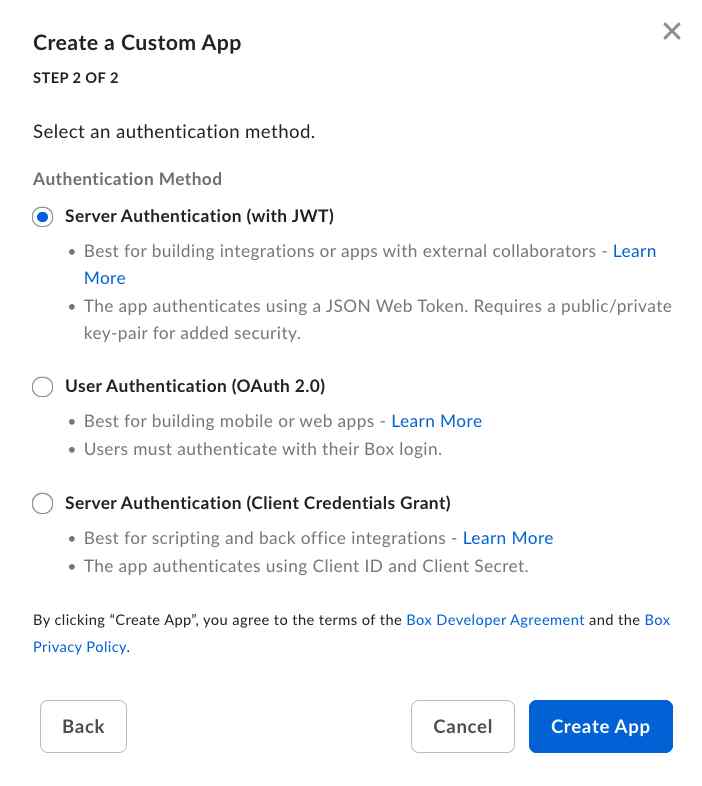 Create a Custom App
STEP 2 OF 2
Select an authentication method.
Authentication Method
Server Authentication (with JWT)
• Best for building integrations or apps with external collaborators - Learn
More
• The app authenticates using a JSON Web Token. Requires a public/private
key-pair for added security.
User Authentication (OAuth 2.0)
• Best for building mobile or web apps - Learn More
• Users must authenticate with their Box login.
Server Authentication (Client Credentials Grant)
• Best for scripting and back office integrations - Learn More
• The app authenticates using Client ID and Client Secret.
By clicking “Create App”, you agree to the terms of the Box Developer Agreement and the Box
Privacy Policy.
Back Cancel Create App